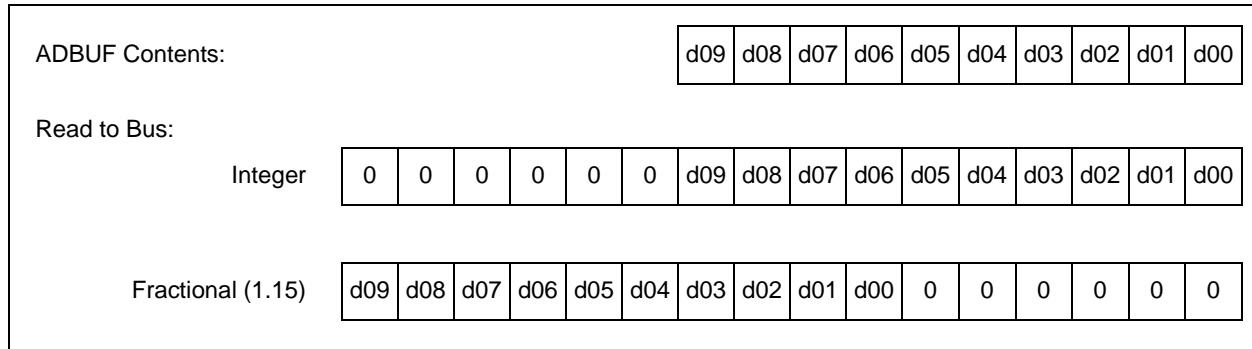 ADBUF Contents: d09 d08 d07 d06 d05 d04 d03 d02 d01 d00
Read to Bus:
Integer 0 0 0 0 0 0 d09 d08 d07 d06 d05 d04 d03 d02 d01 d00
Fractional (1.15) d09 d08 d07 d06 d05 d04 d03 d02 d01 d00 0 0 0 0 0 0